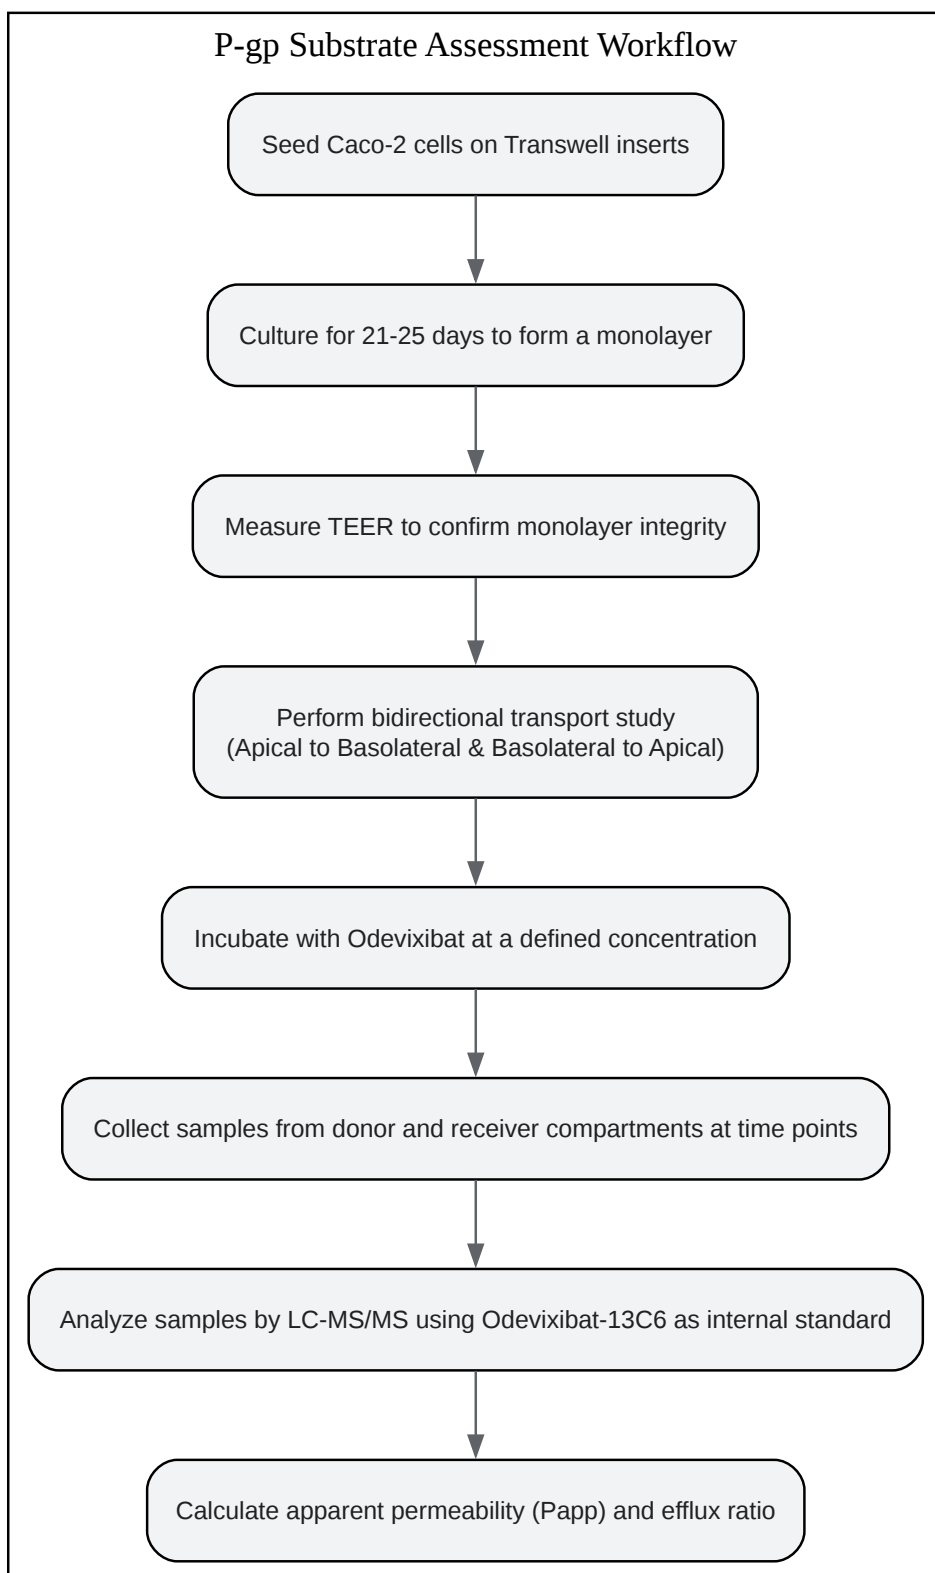 P-gp Substrate Assessment Workflow
Seed Caco-2 cells on Transwell inserts
Culture for 21-25 days to form a monolayer
Measure TEER to confirm monolayer integrity
Perform bidirectional transport study
(Apical to Basolateral & Basolateral to Apical)
Incubate with Odevixibat at a defined concentration
Collect samples from donor and receiver compartments at time points
Analyze samples by LC-MS/MS using Odevixibat-13C6 as internal standard
Calculate apparent permeability (Papp) and efflux ratio